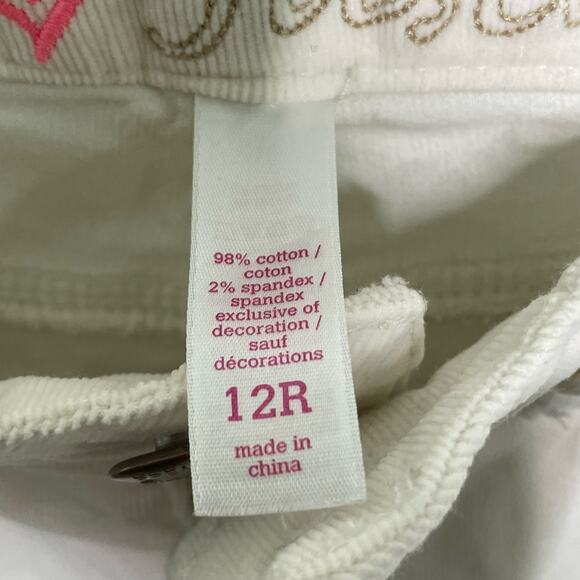 98% cotton /
coton
2% spandex /
spandex
exclusive of
decoration /
sauf
décorations
12R
made in
china